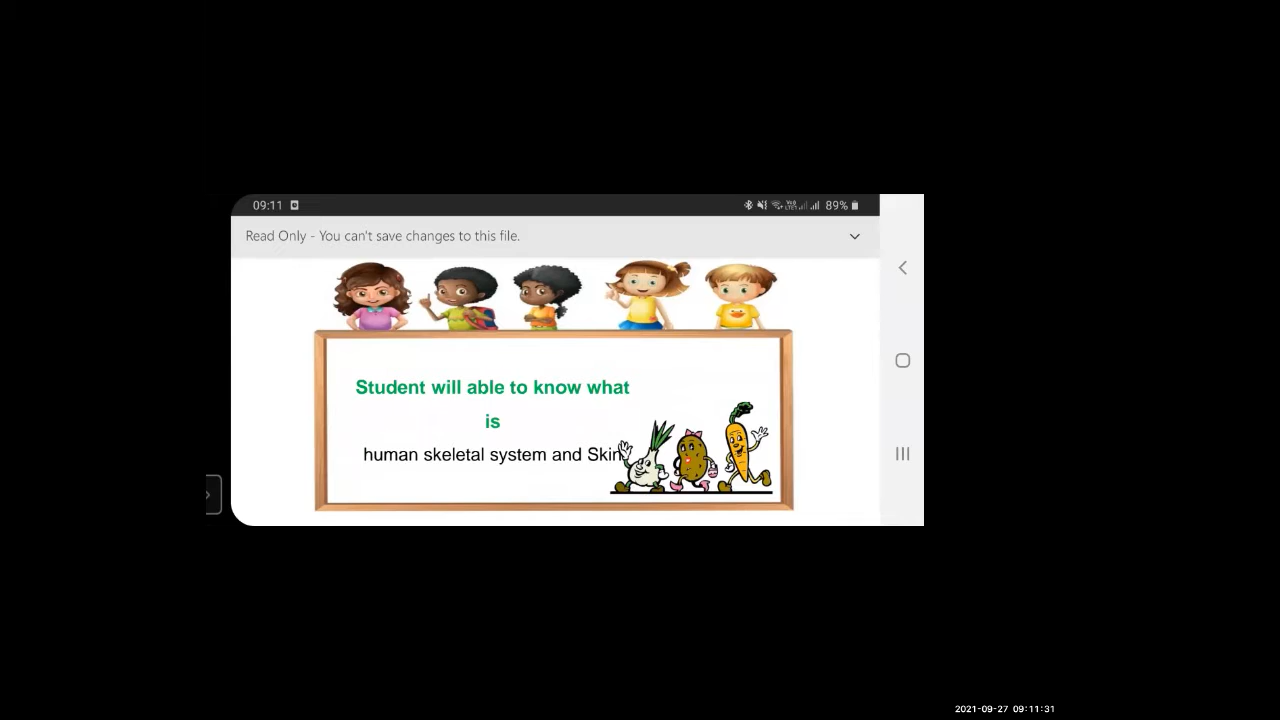 09:11
89%
Read Only - You can't save changes to this file.
Student will able to know what
is
human skeletal system and Skin
2021-09-27 09:11:31